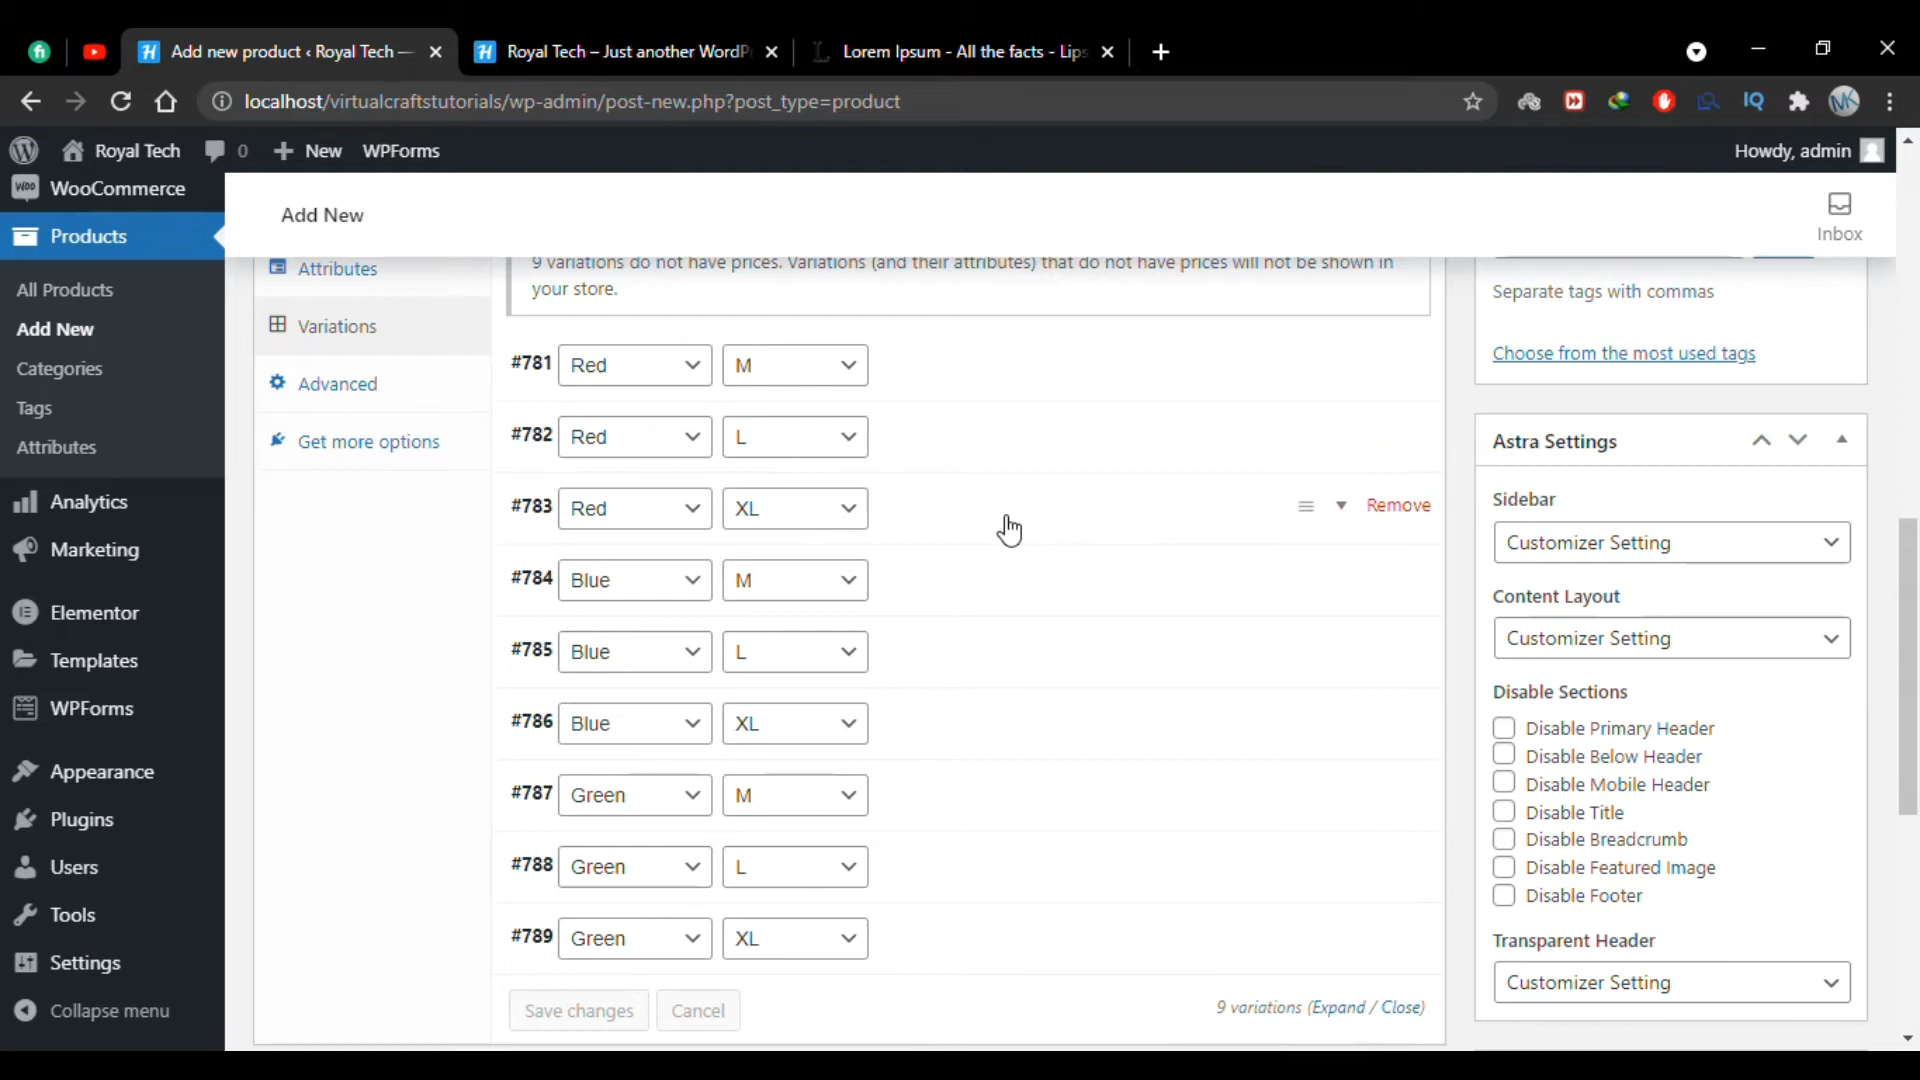 Add new product ‹ Royal Tech —
Royal Tech – Just another WordP
Lorem Ipsum - All the facts - Lips
localhost/virtualcraftstutorials/wp-admin/post-new.php?post_type=product
IQ
MK
Royal Tech
0
New
WPForms
Howdy, admin
WooCommerce
Products
All Products
Add New
Categories
Tags
Attributes
Analytics
Marketing
Elementor
Templates
WPForms
Appearance
Plugins
Users
Tools
Settings
Collapse menu
Add New
Inbox
Attributes
Variations
Advanced
Get more options
9 variations do not have prices. Variations (and their attributes) that do not have prices will not be shown in
your store.
#781 Red M
#782 Red L
#783 Red XL Remove
#784 Blue M
#785 Blue L
#786 Blue XL
#787 Green M
#788 Green L
#789 Green XL
Save changes Cancel
9 variations (Expand / Close)
Separate tags with commas
Choose from the most used tags
Astra Settings
Sidebar
Customizer Setting
Content Layout
Customizer Setting
Disable Sections
Disable Primary Header
Disable Below Header
Disable Mobile Header
Disable Title
Disable Breadcrumb
Disable Featured Image
Disable Footer
Transparent Header
Customizer Setting